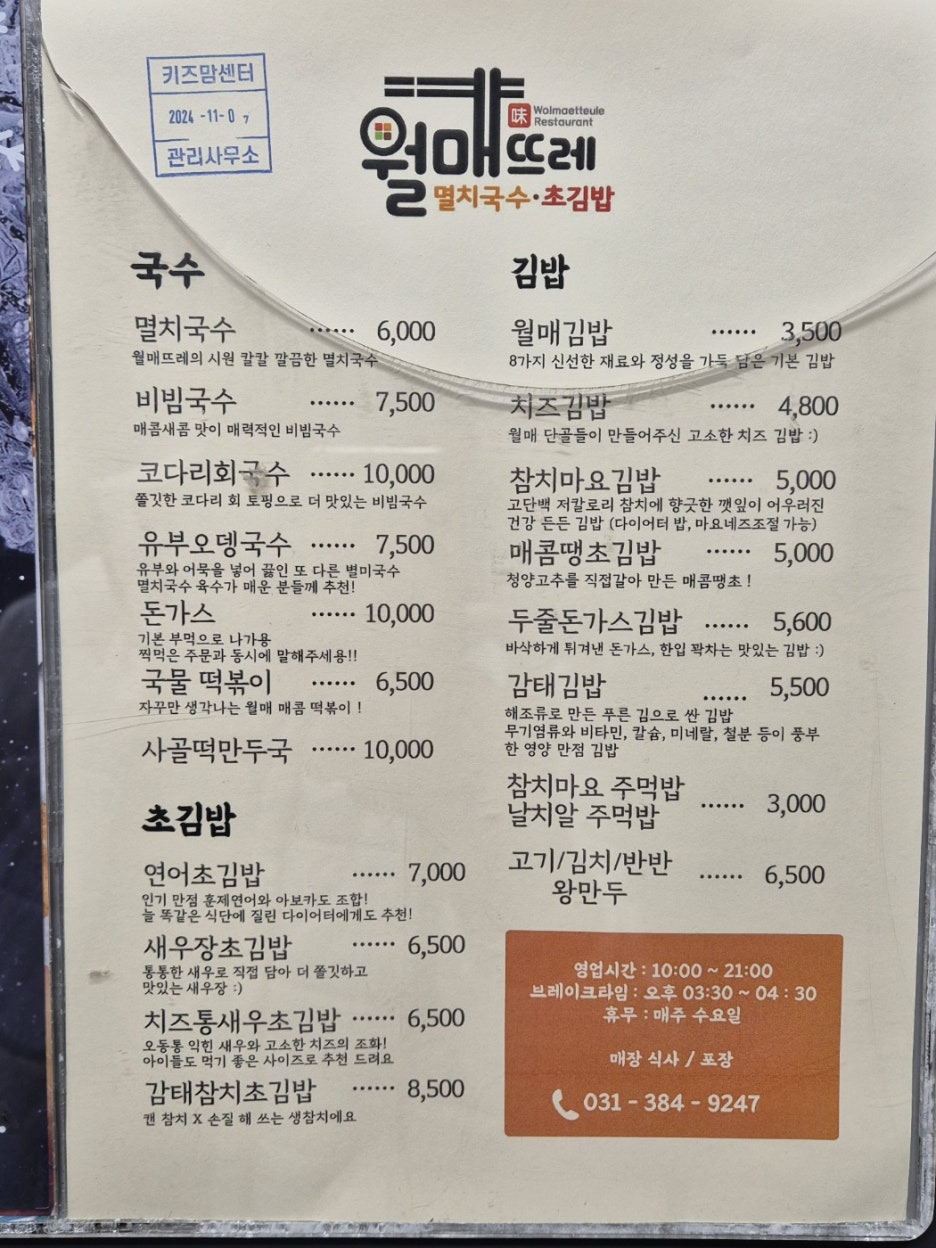 키즈맘센터
2024 -11- 0 7
관리사무소
월매뜨레
味
Wolmaetteule
Restaurant
멸치국수·초김밥
국수
멸치국수 ...... 6,000
월매뜨레의 시원 칼칼 깔끔한 멸치국수
비빔국수 ...... 7,500
매콤새콤 맛이 매력적인 비빔국수
코다리회국수 ...... 10,000
쫄깃한 코다리 회 토핑으로 더 맛있는 비빔국수
유부오뎅국수 ...... 7,500
유부와 어묵을 넣어 끓인 또 다른 별미국수
멸치국수 육수가 매운 분들께 추천!
돈가스 ...... 10,000
기본 부먹으로 나가용
찍먹은 주문과 동시에 말해주세용!!
국물 떡볶이 ...... 6,500
자꾸만 생각나는 월매 매콤 떡볶이 !
사골떡만두국 ...... 10,000
초김밥
연어초김밥 ...... 7,000
인기 만점 훈제연어와 아보카도 조합!
늘 똑같은 식단에 질린 다이어터에게도 추천!
새우장초김밥 ...... 6,500
통통한 새우로 직접 담아 더 쫄깃하고
맛있는 새우장 :)
치즈통새우초김밥 ...... 6,500
오동통 익힌 새우와 고소한 치즈의 조화!
아이들도 먹기 좋은 사이즈로 추천 드려요
감태참치초김밥 ...... 8,500
캔 참치 X 손질 해 쓰는 생참치에요
김밥
월매김밥 ...... 3,500
8가지 신선한 재료와 정성을 가득 담은 기본 김밥
치즈김밥 ...... 4,800
월매 단골들이 만들어주신 고소한 치즈 김밥 :)
참치마요김밥 ...... 5,000
고단백 저칼로리 참치에 향긋한 깻잎이 어우러진
건강 든든 김밥 (다이어터 밥, 마요네즈조절 가능)
매콤땡초김밥 ...... 5,000
청양고추를 직접갈아 만든 매콤땡초 !
두줄돈가스김밥 ...... 5,600
바삭하게 튀겨낸 돈가스, 한입 꽉차는 맛있는 김밥 :)
감태김밥 ...... 5,500
해조류로 만든 푸른 김으로 싼 김밥
무기염류와 비타민, 칼슘, 미네랄, 철분 등이 풍부
한 영양 만점 김밥
참치마요 주먹밥
날치알 주먹밥 ...... 3,000
고기/김치/반반
왕만두 ...... 6,500
영업시간 : 10:00 ~ 21:00
브레이크타임 : 오후 03:30 ~ 04 : 30
휴무 : 매주 수요일
매장 식사 / 포장
031 - 384 - 9247